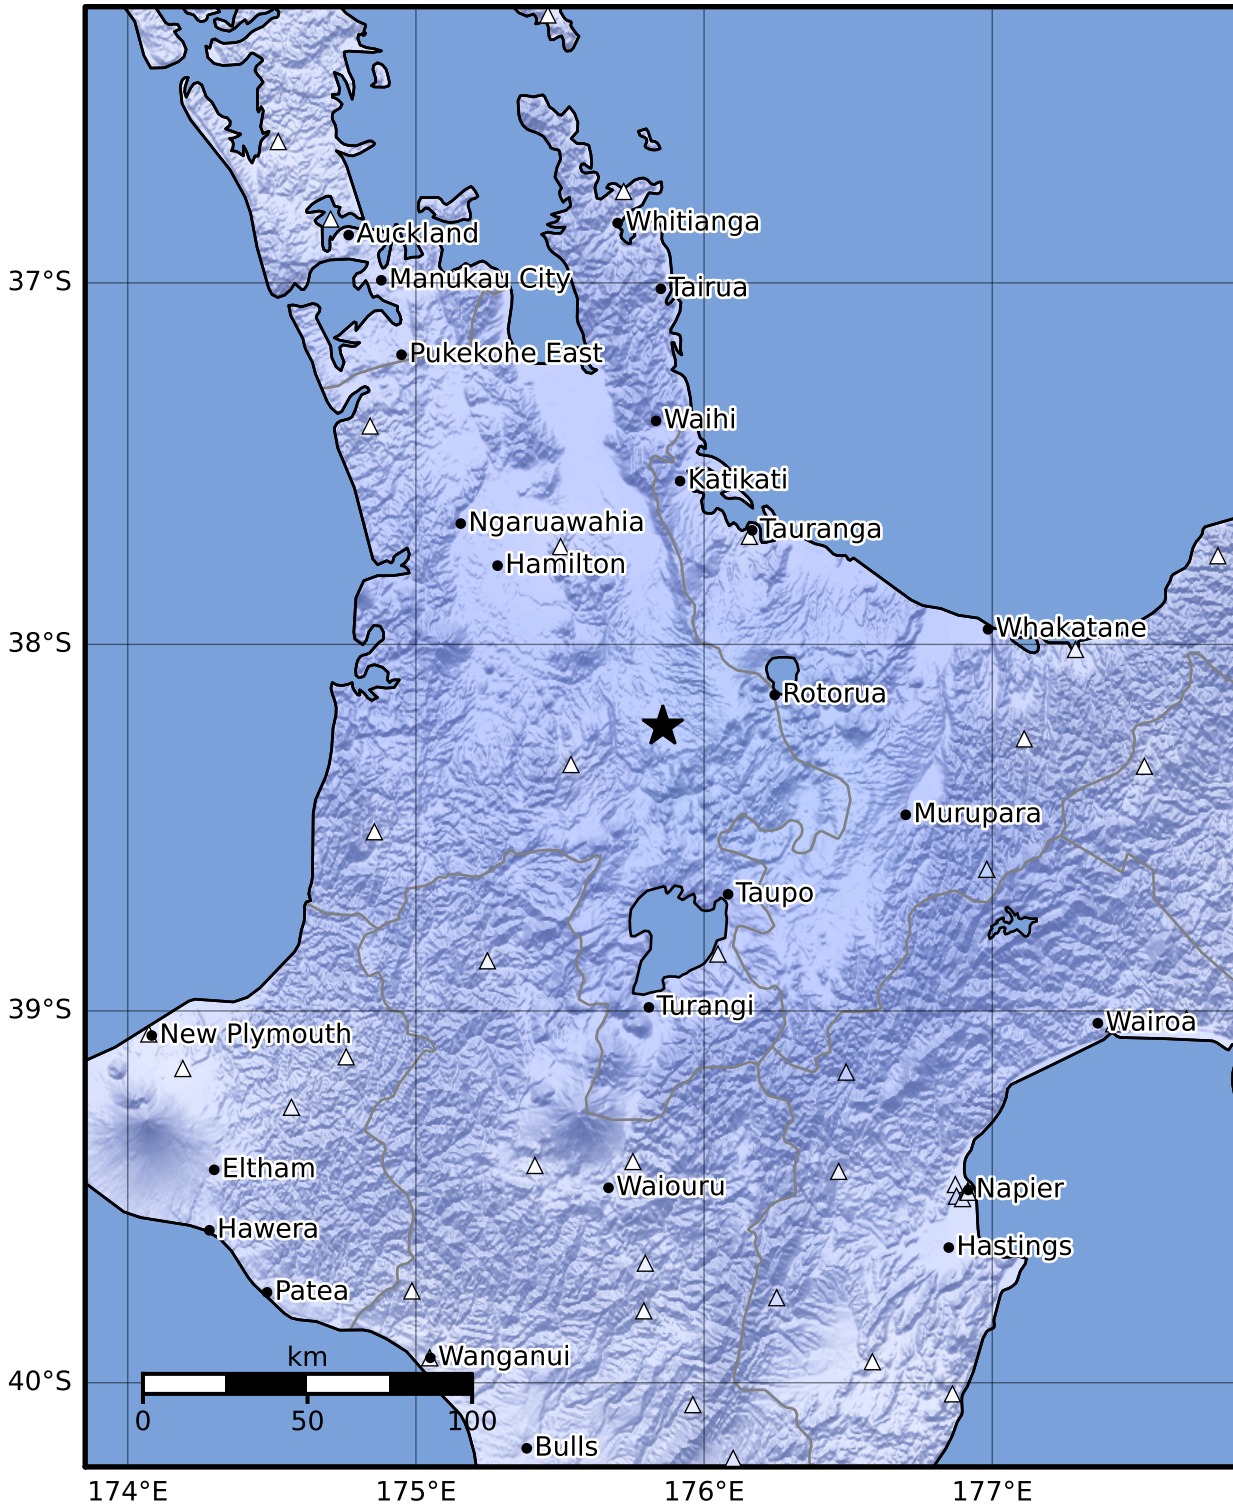 Whitianga
Auckland
Manukau City
37°S
Tairua
Pukekohe East
Waihi
Katikati
Ngaruawahia
Tauranga
Hamilton
Whakatane
38°S
Rotorua
Murupara
Taupo
39°S
Turangi
Wairoa
New Plymouth
Eltham
Waiouru
Napier
Hawera
Hastings
Patea
km
Wanganui
40°S
0 50 100
Bulls
174°E 175°E 176°E 177°E